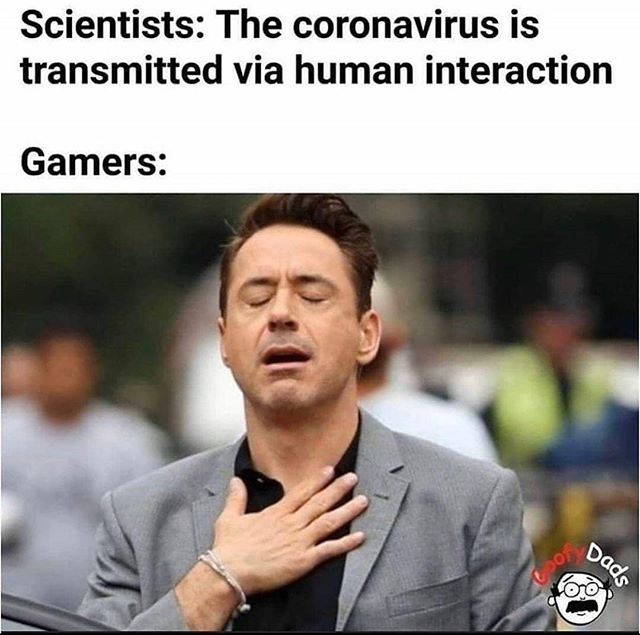 Scientists: The coronavirus is
transmitted via human interaction
Gamers:
Goofy Dads